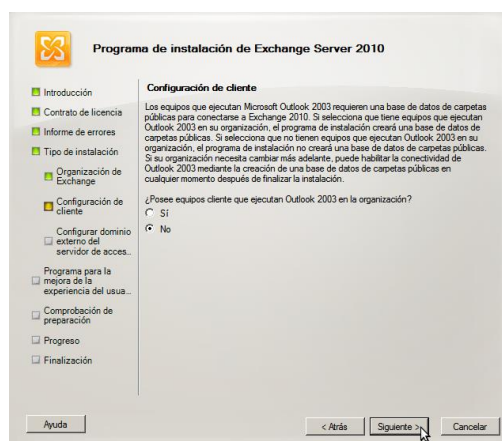 Programa de instalación de Exchange Server 2010
Introducción
Contrato de licencia
Informe de errores
Tipo de instalación
Organización de
Exchange
Configuración de
cliente
Configurar dominio
externo del
servidor de acces...
Programa para la
mejora de la
experiencia del usua...
Comprobación de
preparación
Progreso
Finalización
Configuración de cliente
Los equipos que ejecutan Microsoft Outlook 2003 requieren una base de datos de carpetas
públicas para conectarse a Exchange 2010. Si selecciona que tiene equipos que ejecutan
Outlook 2003 en su organización, el programa de instalación creará una base de datos de
carpetas públicas. Si selecciona que no tienen equipos que ejecutan Outlook 2003 en su
organización, el programa de instalación no creará una base de datos de carpetas públicas.
Si su organización necesita cambiar más adelante, puede habilitar la conectividad de
Outlook 2003 mediante la creación de una base de datos de carpetas públicas en
cualquier momento después de finalizar la instalación.
¿Posee equipos cliente que ejecutan Outlook 2003 en la organización?
Sí
No
Ayuda
< Atrás
Siguiente >
Cancelar